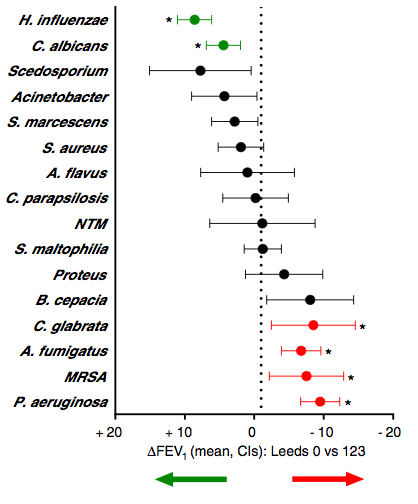 H. influenzae
*
C. albicans
*
Scedosporium
Acinetobacter
S. marcescens
S. aureus
A. flavus
C. parapsilosis
NTM
S. maltophilia
Proteus
B. cepacia
C. glabrata
*
A. fumigatus
*
MRSA
*
P. aeruginosa
*
+ 20 + 10 0 - 10 - 20
ΔFEV₁ (mean, CIs): Leeds 0 vs 123